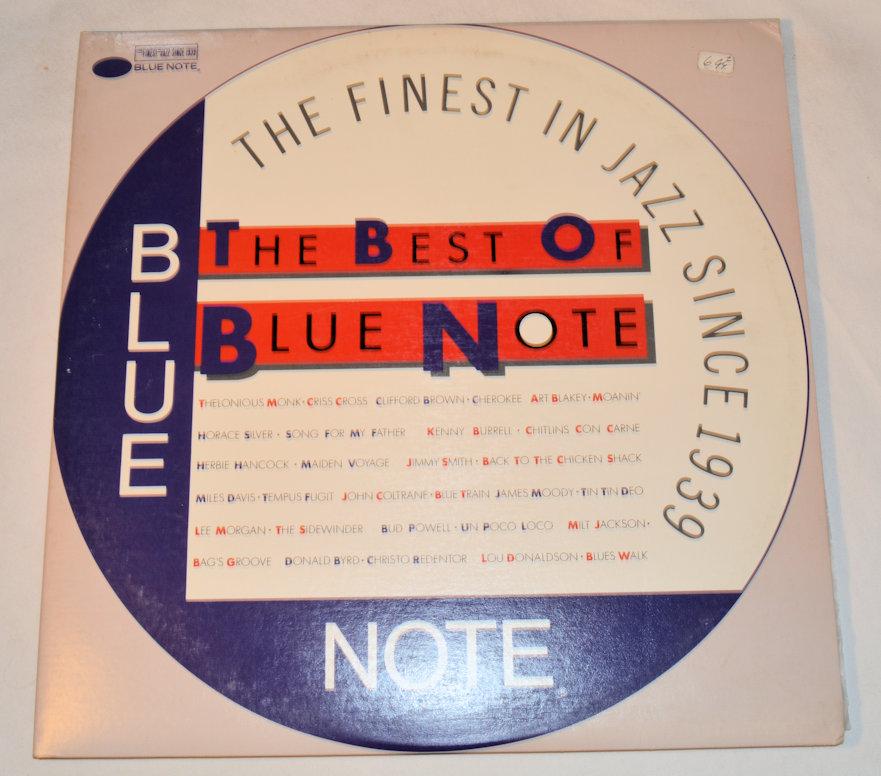 BLUE NOTE
THE FINEST IN JAZZ SINCE 1939
THE BEST OF
BLUE NOTE
THELONIOUS MONK • CRISS CROSS CLIFFORD BROWN • CHEROKEE ART BLAKEY • MOANIN'
HORACE SILVER • SONG FOR MY FATHER KENNY BURRELL • CHITLINS CON CARNE
HERBIE HANCOCK • MAIDEN VOYAGE JIMMY SMITH • BACK TO THE CHICKEN SHACK
MILES DAVIS • TEMPUS FUGIT JOHN COLTRANE • BLUE TRAIN JAMES MOODY • TIN TIN DEO
LEE MORGAN • THE SIDEWINDER BUD POWELL • UN POCO LOCO MILT JACKSON •
BAG'S GROOVE DONALD BYRD • CHRISTO REDENTOR LOU DONALDSON • BLUES WALK
BLUE
NOTE